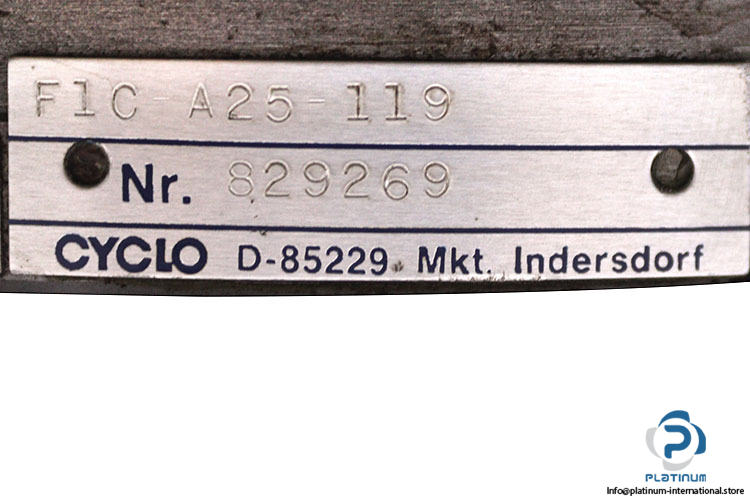 F1C-A25-119
Nr. 829269
CYCLO D-85229 Mkt. Indersdorf
PLATINUM
Info@platinum-international.store